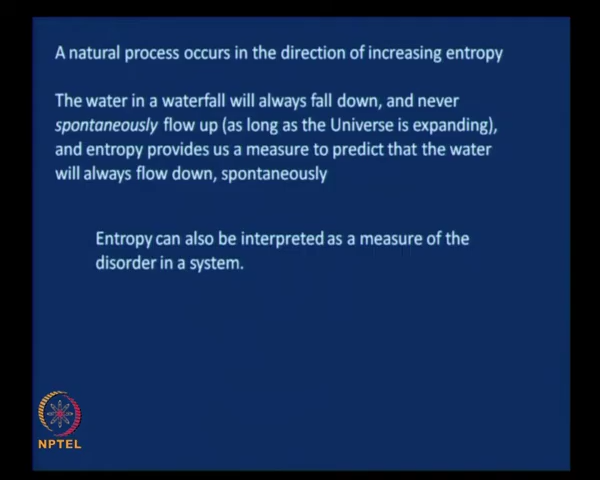 A natural process occurs in the direction of increasing entropy
The water in a waterfall will always fall down, and never
spontaneously flow up (as long as the Universe is expanding),
and entropy provides us a measure to predict that the water
will always flow down, spontaneously
Entropy can also be interpreted as a measure of the
disorder in a system.
NPTEL